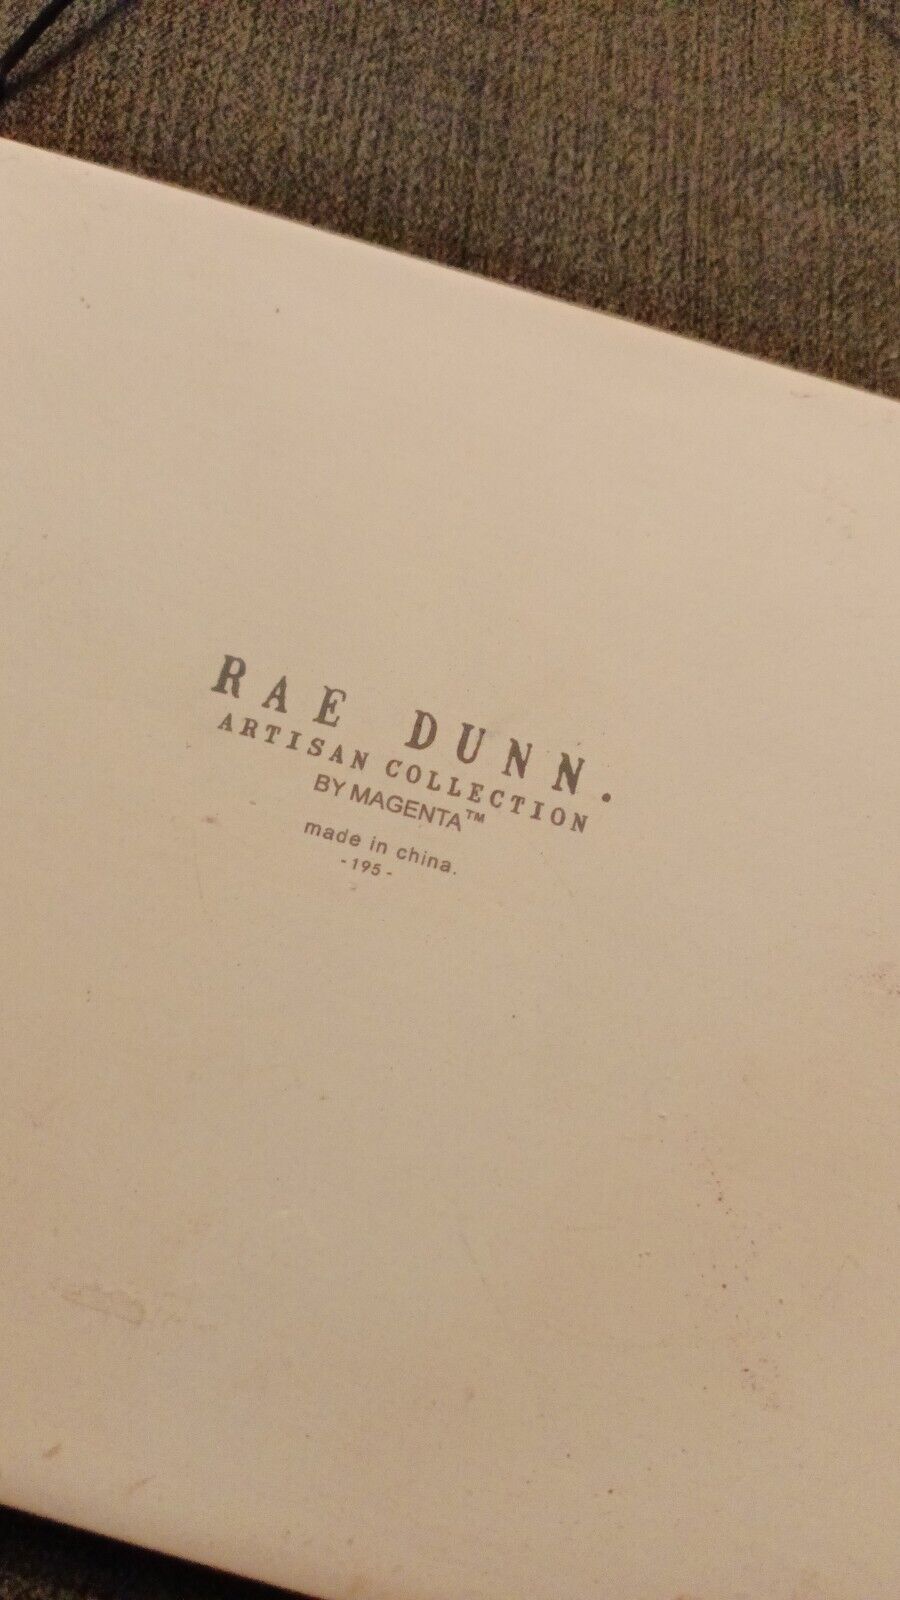 RAE DUNN.
ARTISAN COLLECTION
BY MAGENTA™
made in china.
-195-